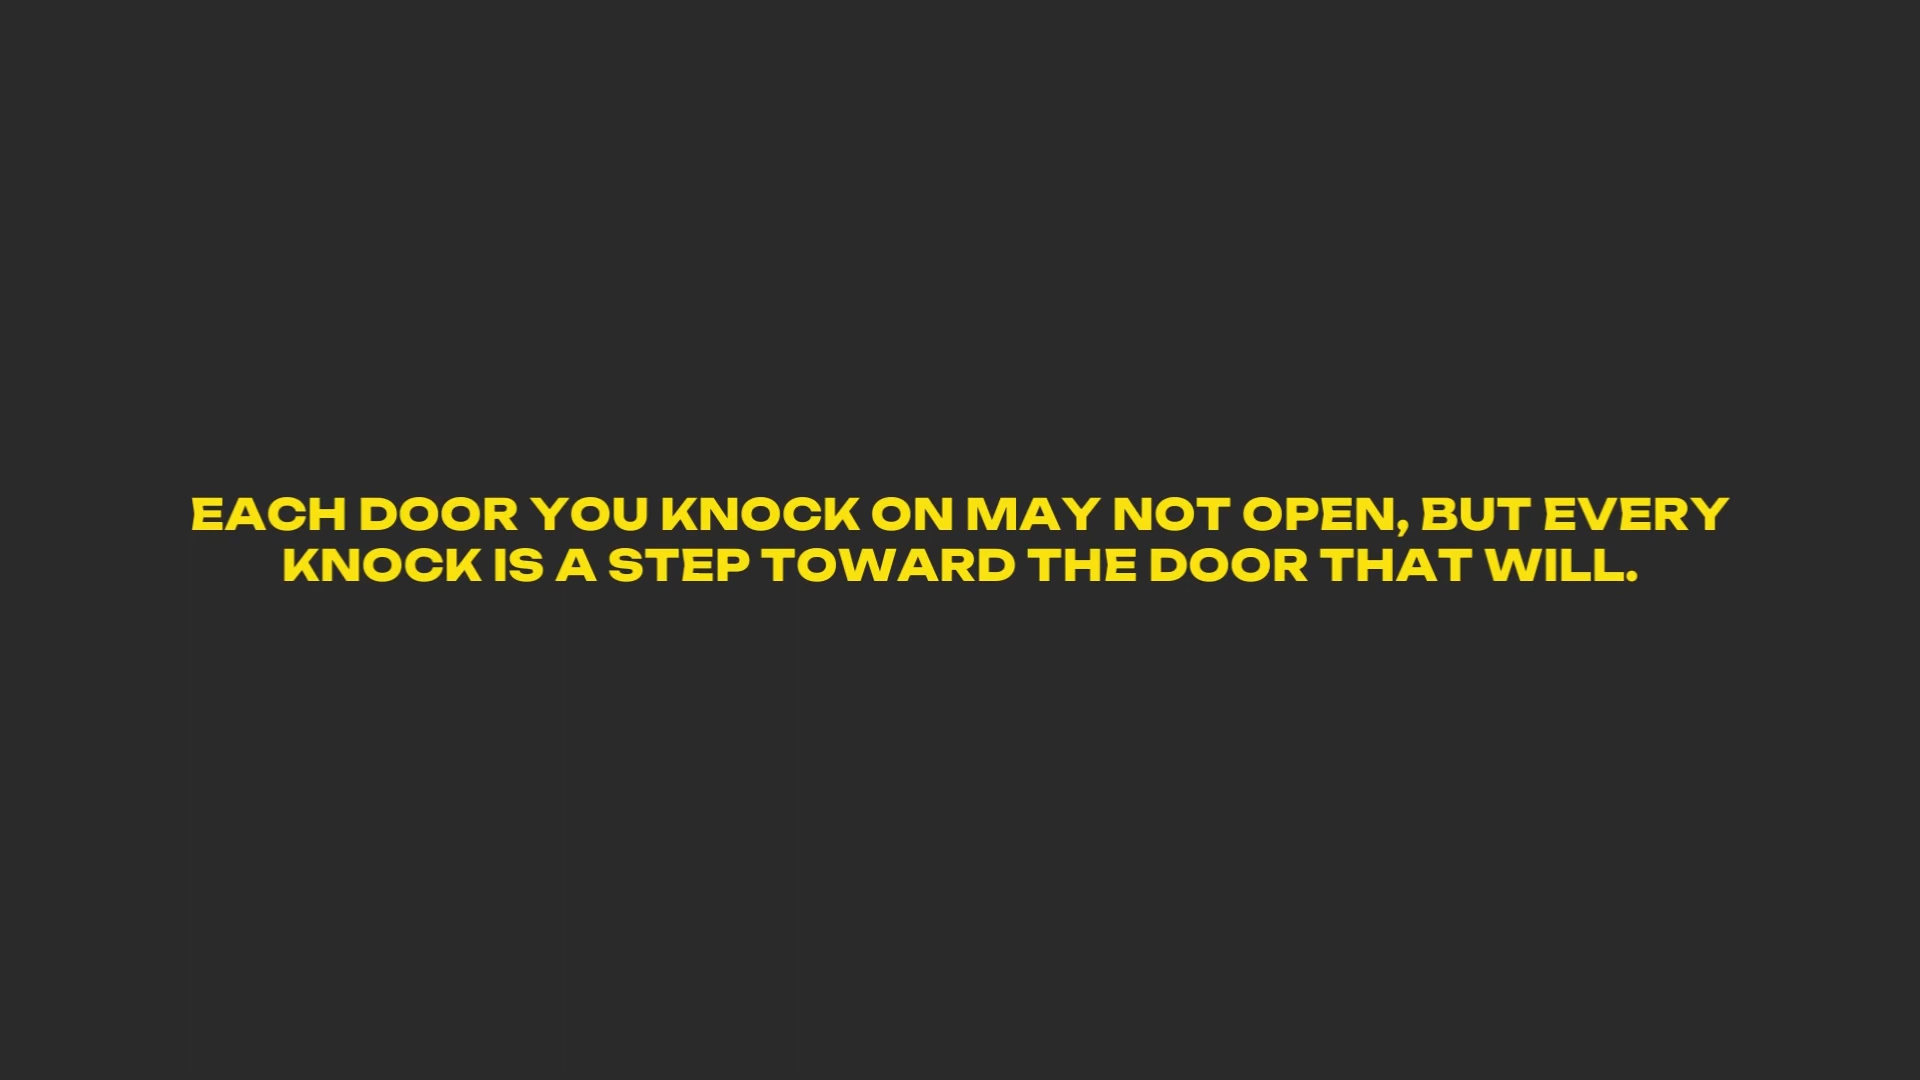 EACH DOOR YOU KNOCK ON MAY NOT OPEN, BUT EVERY
KNOCK IS A STEP TOWARD THE DOOR THAT WILL.